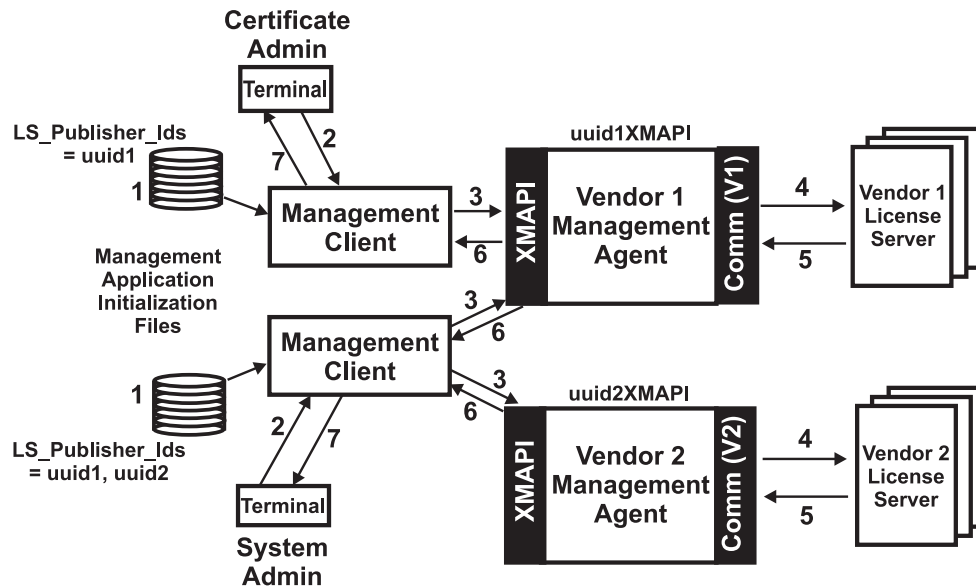 Certificate
Admin
Terminal
LS_Publisher_Ids
= uuid1
1
7
2
Management
Client
3
6
uuid1XMAPI
XMAPI
Vendor 1
Management
Agent
Comm (V1)
4
5
Vendor 1
License
Server
Management
Application
Initialization
Files
3
6
Management
Client
3
6
1
LS_Publisher_Ids
= uuid1, uuid2
2
7
Terminal
System
Admin
uuid2XMAPI
XMAPI
Vendor 2
Management
Agent
Comm (V2)
4
5
Vendor 2
License
Server